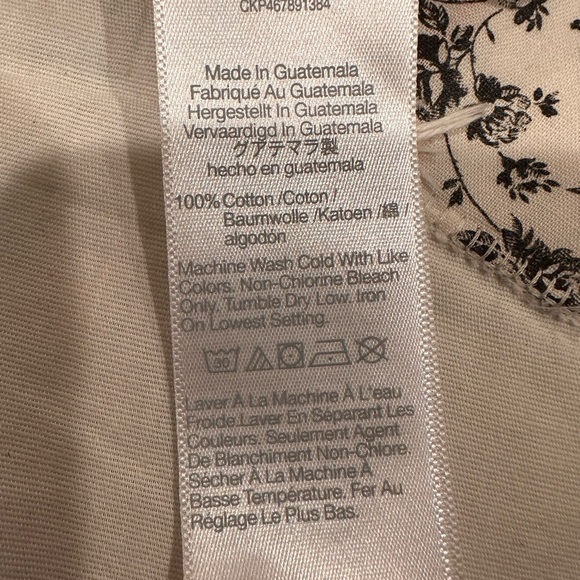 CKP467891384
Made In Guatemala
Fabriqué Au Guatemala
Hergestellt In Guatemala
Vervaardigd In Guatemala
グアテマラ製
hecho en guatemala
100% Cotton /Coton /
Baumwolle /Katoen /綿 /
algodón
Machine Wash Cold With Like
Colors. Non-Chlorine Bleach
Only. Tumble Dry Low. Iron
On Lowest Setting.
30
Laver À La Machine À L'eau
Froide.Laver En Séparant Les
Couleurs. Seulement Agent
De Blanchiment Non-Chlore.
Sécher À La Machine À
Basse Température. Fer Au
Réglage Le Plus Bas.